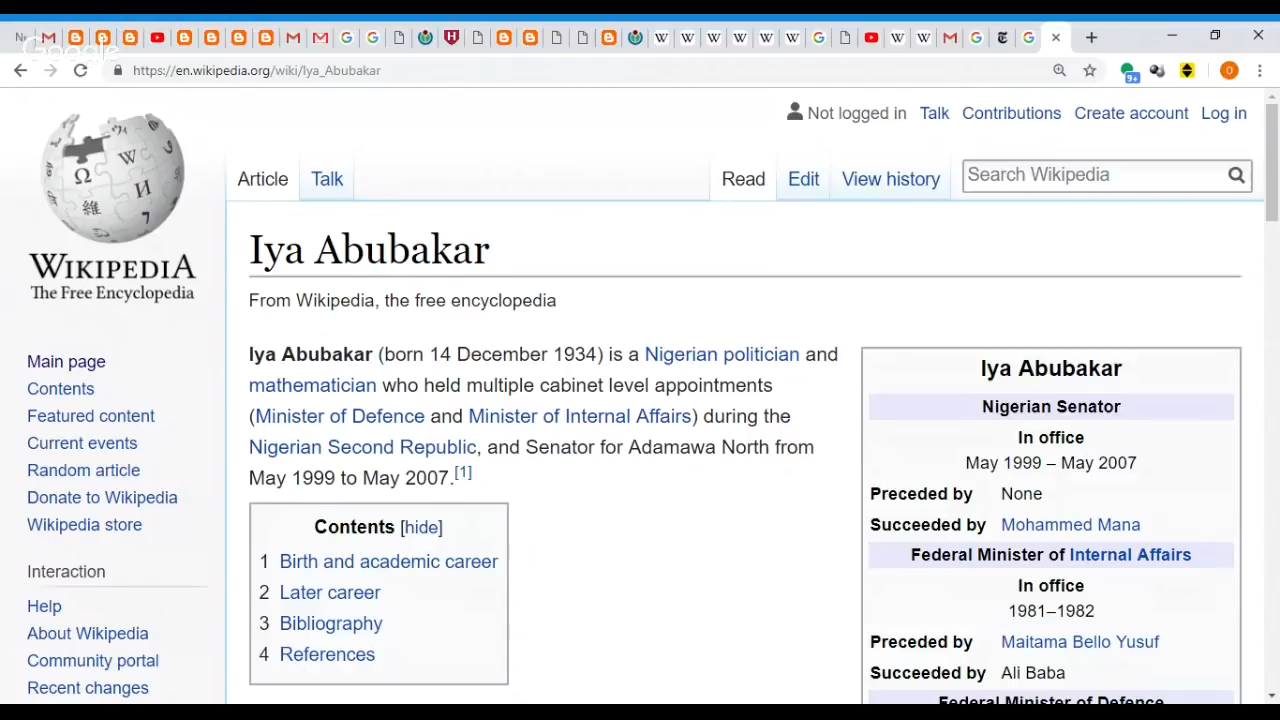 Google
https://en.wikipedia.org/wiki/Iya_Abubakar
9+
O
Not logged in Talk Contributions Create account Log in
Article Talk Read Edit View history Search Wikipedia
WIKIPEDIA
The Free Encyclopedia
Iya Abubakar
From Wikipedia, the free encyclopedia
Main page
Contents
Featured content
Current events
Random article
Donate to Wikipedia
Wikipedia store
Interaction
Help
About Wikipedia
Community portal
Recent changes
Iya Abubakar (born 14 December 1934) is a Nigerian politician and
mathematician who held multiple cabinet level appointments
(Minister of Defence and Minister of Internal Affairs) during the
Nigerian Second Republic, and Senator for Adamawa North from
May 1999 to May 2007.[1]
Contents [hide]
1 Birth and academic career
2 Later career
3 Bibliography
4 References
Iya Abubakar
Nigerian Senator
In office
May 1999 – May 2007
Preceded by None
Succeeded by Mohammed Mana
Federal Minister of Internal Affairs
In office
1981–1982
Preceded by Maitama Bello Yusuf
Succeeded by Ali Baba
Federal Minister of Defence